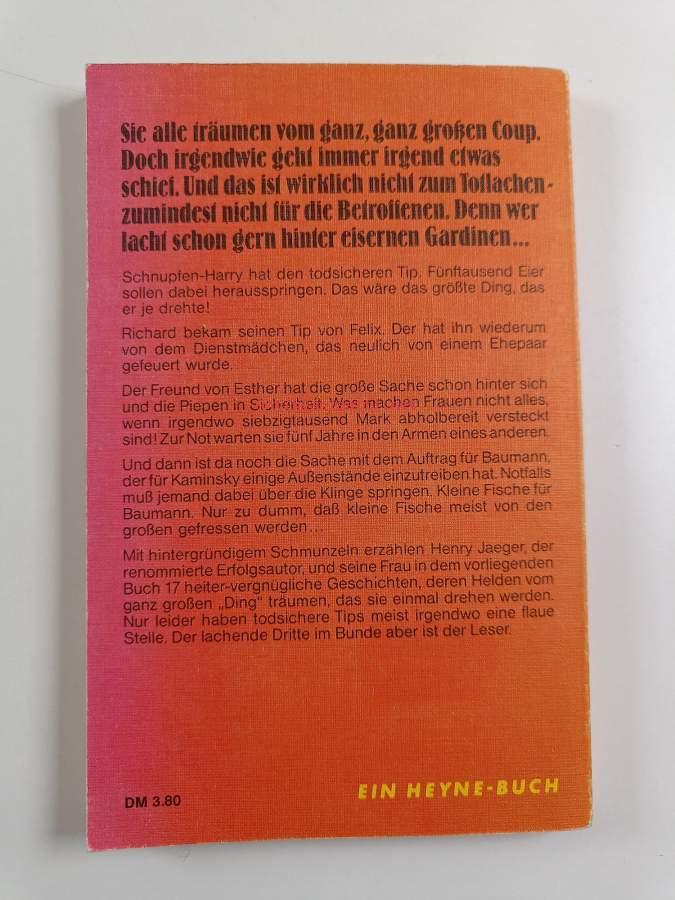 Sie alle träumen vom ganz, ganz großen Coup.
Doch irgendwie geht immer irgend etwas
schief. Und das ist wirklich nicht zum Totlachen -
zumindest nicht für die Betroffenen. Denn wer
lacht schon gern hinter eisernen Gardinen...
Schnupfen-Harry hat den todsicheren Tip. Fünftausend Eier
sollen dabei herausspringen. Das wäre das größte Ding, das
er je drehte!
Richard bekam seinen Tip von Felix. Der hat ihn wiederum
von dem Dienstmädchen, das neulich von einem Ehepaar
gefeuert wurde.
Der Freund von Esther hat die große Sache schon hinter sich
und die Piepen in Sicherheit. Was machen Frauen nicht alles,
wenn irgendwo siebzigtausend Mark abholbereit versteckt
sind! Zur Not warten sie fünf Jahre in den Armen eines anderen.
Und dann ist da noch die Sache mit dem Auftrag für Baumann,
der für Kaminsky einige Außenstände einzutreiben hat. Notfalls
muß jemand dabei über die Klinge springen. Kleine Fische für
Baumann. Nur zu dumm, daß kleine Fische meist von den
großen gefressen werden...
Mit hintergründigem Schmunzeln erzählen Henry Jaeger, der
renommierte Erfolgsautor, und seine Frau in dem vorliegenden
Buch 17 heiter-vergnügliche Geschichten, deren Helden vom
ganz großen „Ding" träumen, das sie einmal drehen werden.
Nur leider haben todsichere Tips meist irgendwo eine flaue
Stelle. Der lachende Dritte im Bunde aber ist der Leser.
DM 3.80
EIN HEYNE-BUCH